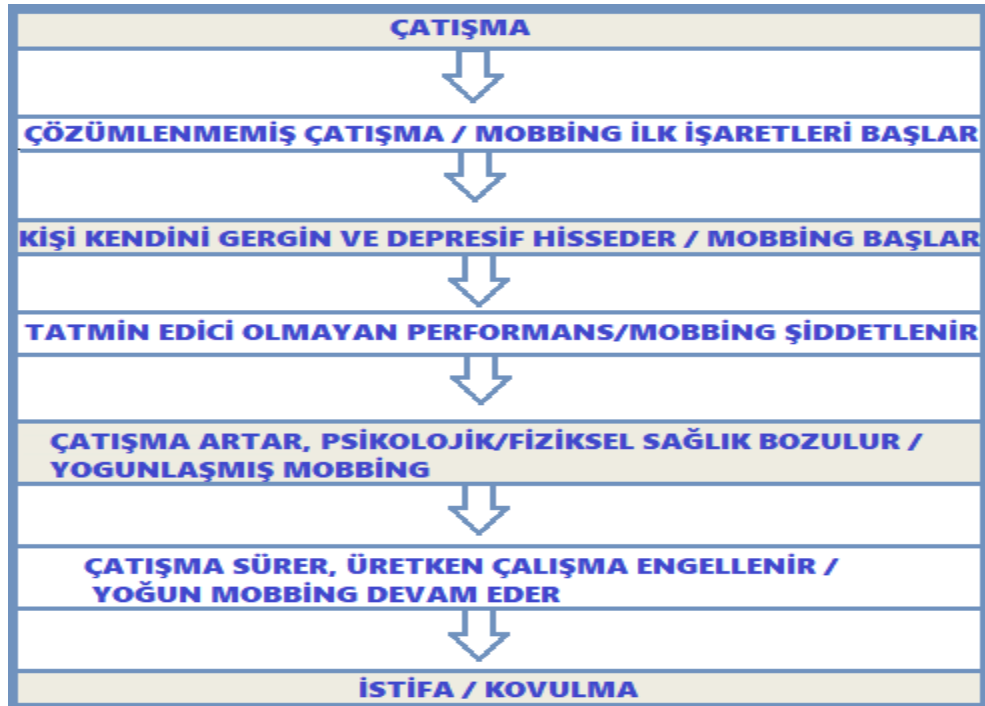 ÇATIŞMA
ÇÖZÜMLENMEMİŞ ÇATIŞMA / MOBBİNG İLK İŞARETLERİ BAŞLAR
KİŞİ KENDİNİ GERGİN VE DEPRESİF HİSSEDER / MOBBİNG BAŞLAR
TATMİN EDİCİ OLMAYAN PERFORMANS/MOBBİNG ŞİDDETLENİR
ÇATIŞMA ARTAR, PSİKOLOJİK/FİZİKSEL SAĞLIK BOZULUR /
YOGUNLAŞMIŞ MOBBİNG
ÇATIŞMA SÜRER, ÜRETKEN ÇALIŞMA ENGELLENİR /
YOĞUN MOBBİNG DEVAM EDER
İSTİFA / KOVULMA